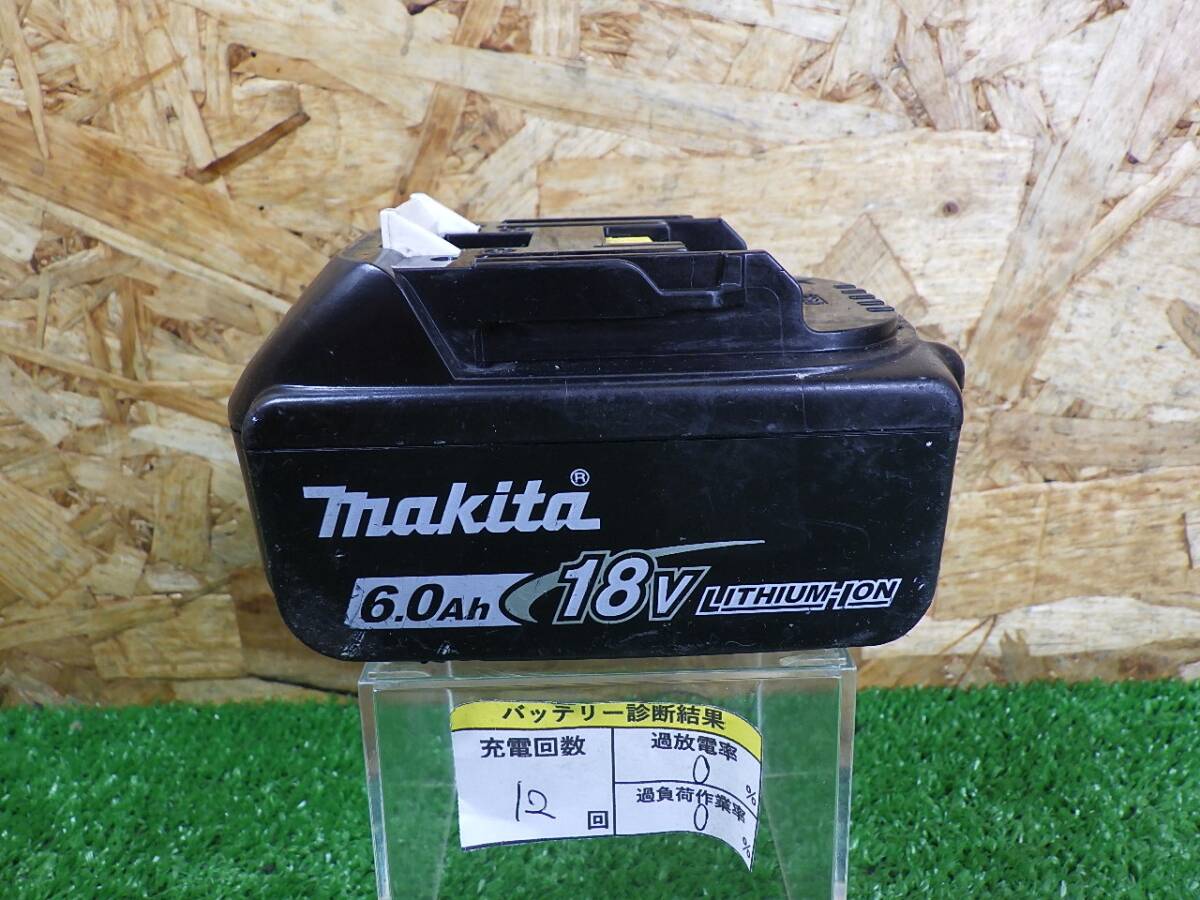 makita®
6.0Ah 18V LITHIUM-ION
バッテリー診断結果
充電回数
12 回
過放電率
0 %
過負荷作業率
0 %